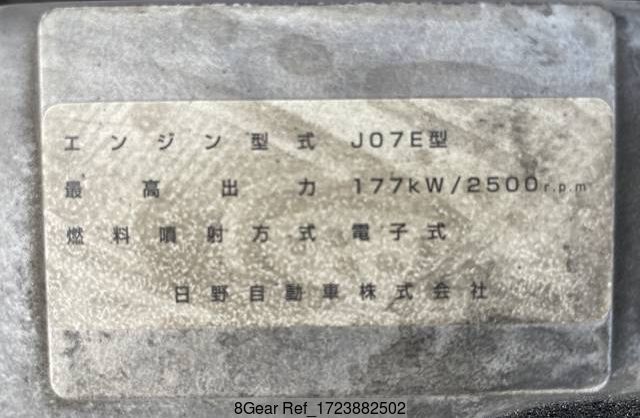 エンジン型式 J07E型
最高出力 177kW/2500r.p.m
燃料噴射方式 電子式
日野自動車株式会社
8Gear Ref_1723882502